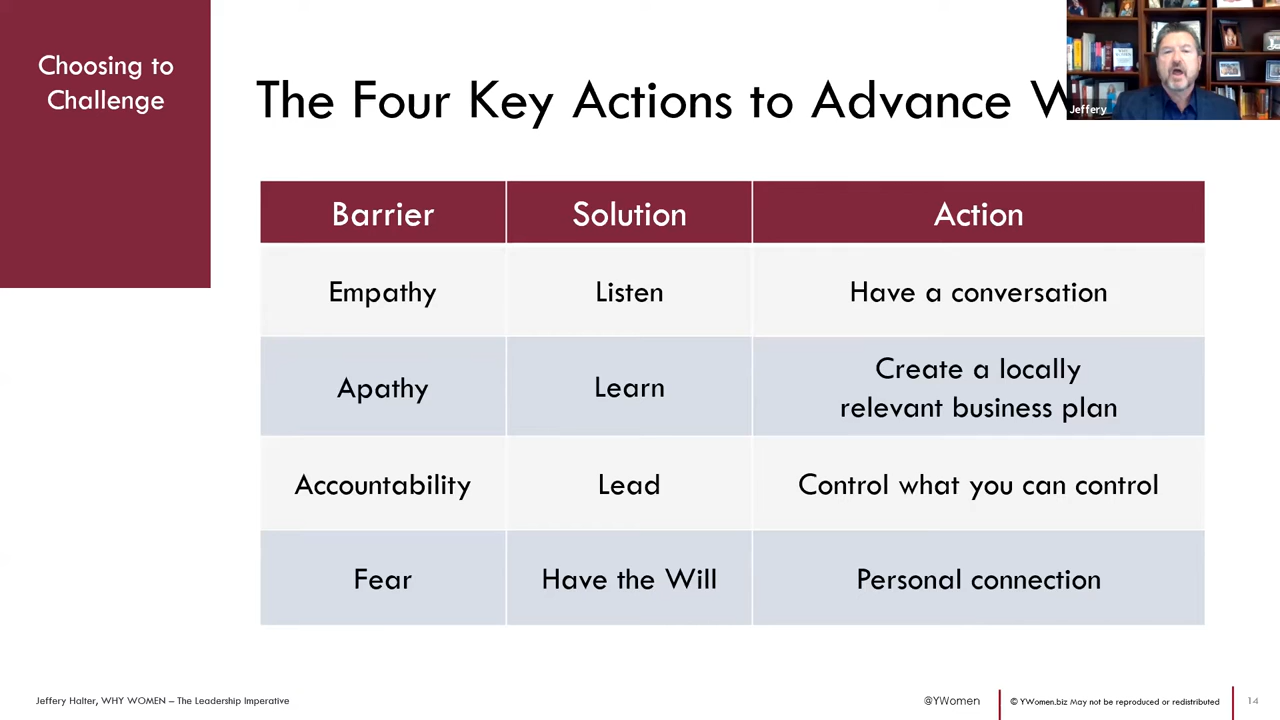 Choosing to
Challenge
The Four Key Actions to Advance
Jeffery
Barrier Solution Action
Empathy Listen Have a conversation
Apathy Learn Create a locally
relevant business plan
Accountability Lead Control what you can control
Fear Have the Will Personal connection
Jeffery Halter, WHY WOMEN – The Leadership Imperative
@YWomen
© YWomen.biz May not be reproduced or redistributed
14